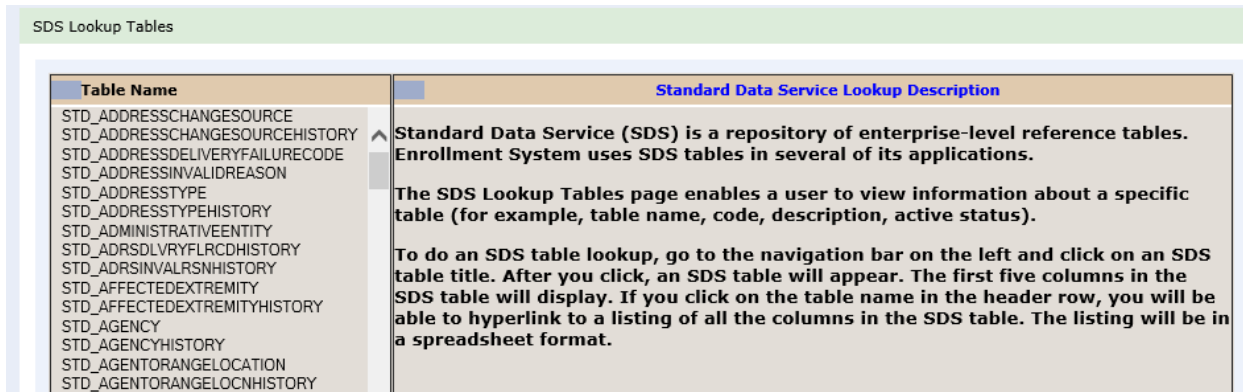 SDS Lookup Tables
Table Name
STD_ADDRESSCHANGESOURCE
STD_ADDRESSCHANGESOURCEHISTORY
STD_ADDRESSDELIVERYFAILURECODE
STD_ADDRESSINVALIDREASON
STD_ADDRESSTYPE
STD_ADDRESSTYPEHISTORY
STD_ADMINISTRATIVEENTITY
STD_ADRSDLVRYFLRCDHISTORY
STD_ADRSINVALRSNHISTORY
STD_AFFECTEDEXTREMITY
STD_AFFECTEDEXTREMITYHISTORY
STD_AGENCY
STD_AGENCYHISTORY
STD_AGENTORANGELOCATION
STD_AGENTORANGELOCNHISTORY
Standard Data Service Lookup Description
Standard Data Service (SDS) is a repository of enterprise-level reference tables.
Enrollment System uses SDS tables in several of its applications.
The SDS Lookup Tables page enables a user to view information about a specific
table (for example, table name, code, description, active status).
To do an SDS table lookup, go to the navigation bar on the left and click on an SDS
table title. After you click, an SDS table will appear. The first five columns in the
SDS table will display. If you click on the table name in the header row, you will be
able to hyperlink to a listing of all the columns in the SDS table. The listing will be in
a spreadsheet format.